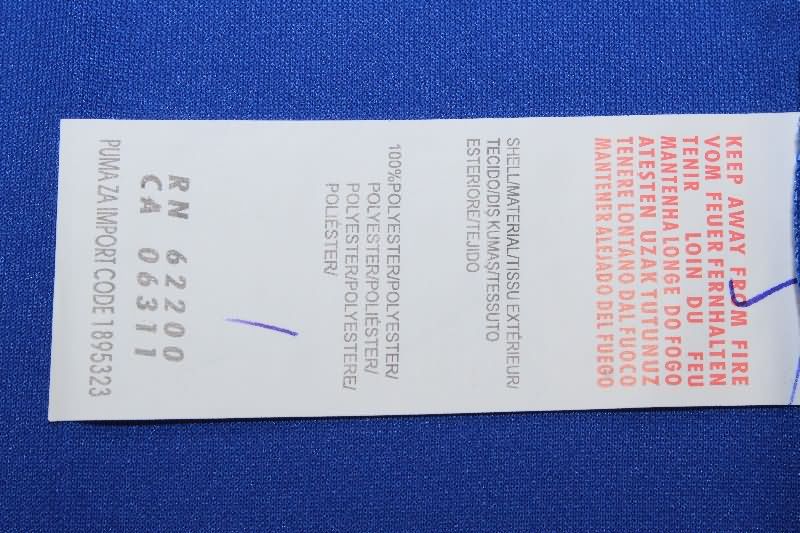 KEEP AWAY FROM FIRE
VOM FEUER FERNHALTEN
TENIR LOIN DU FEU
MANTENHA LONGE DO FOGO
ATEŞTEN UZAK TUTUNUZ
TENERE LONTANO DAL FUOCO
MANTENER ALEJADO DEL FUEGO
SHELL/MATERIAL/TISSU EXTÉRIEUR/
TECIDO/DIŞ KUMAŞ/TESSUTO
ESTERIORE/TEJIDO
100%POLYESTER/POLYESTER/
POLYESTER/POLIÉSTER/
POLYESTER/POLYESTERE/
POLIÉSTER/
RN 62200
CA 06311
PUMA ZA IMPORT CODE 1895323